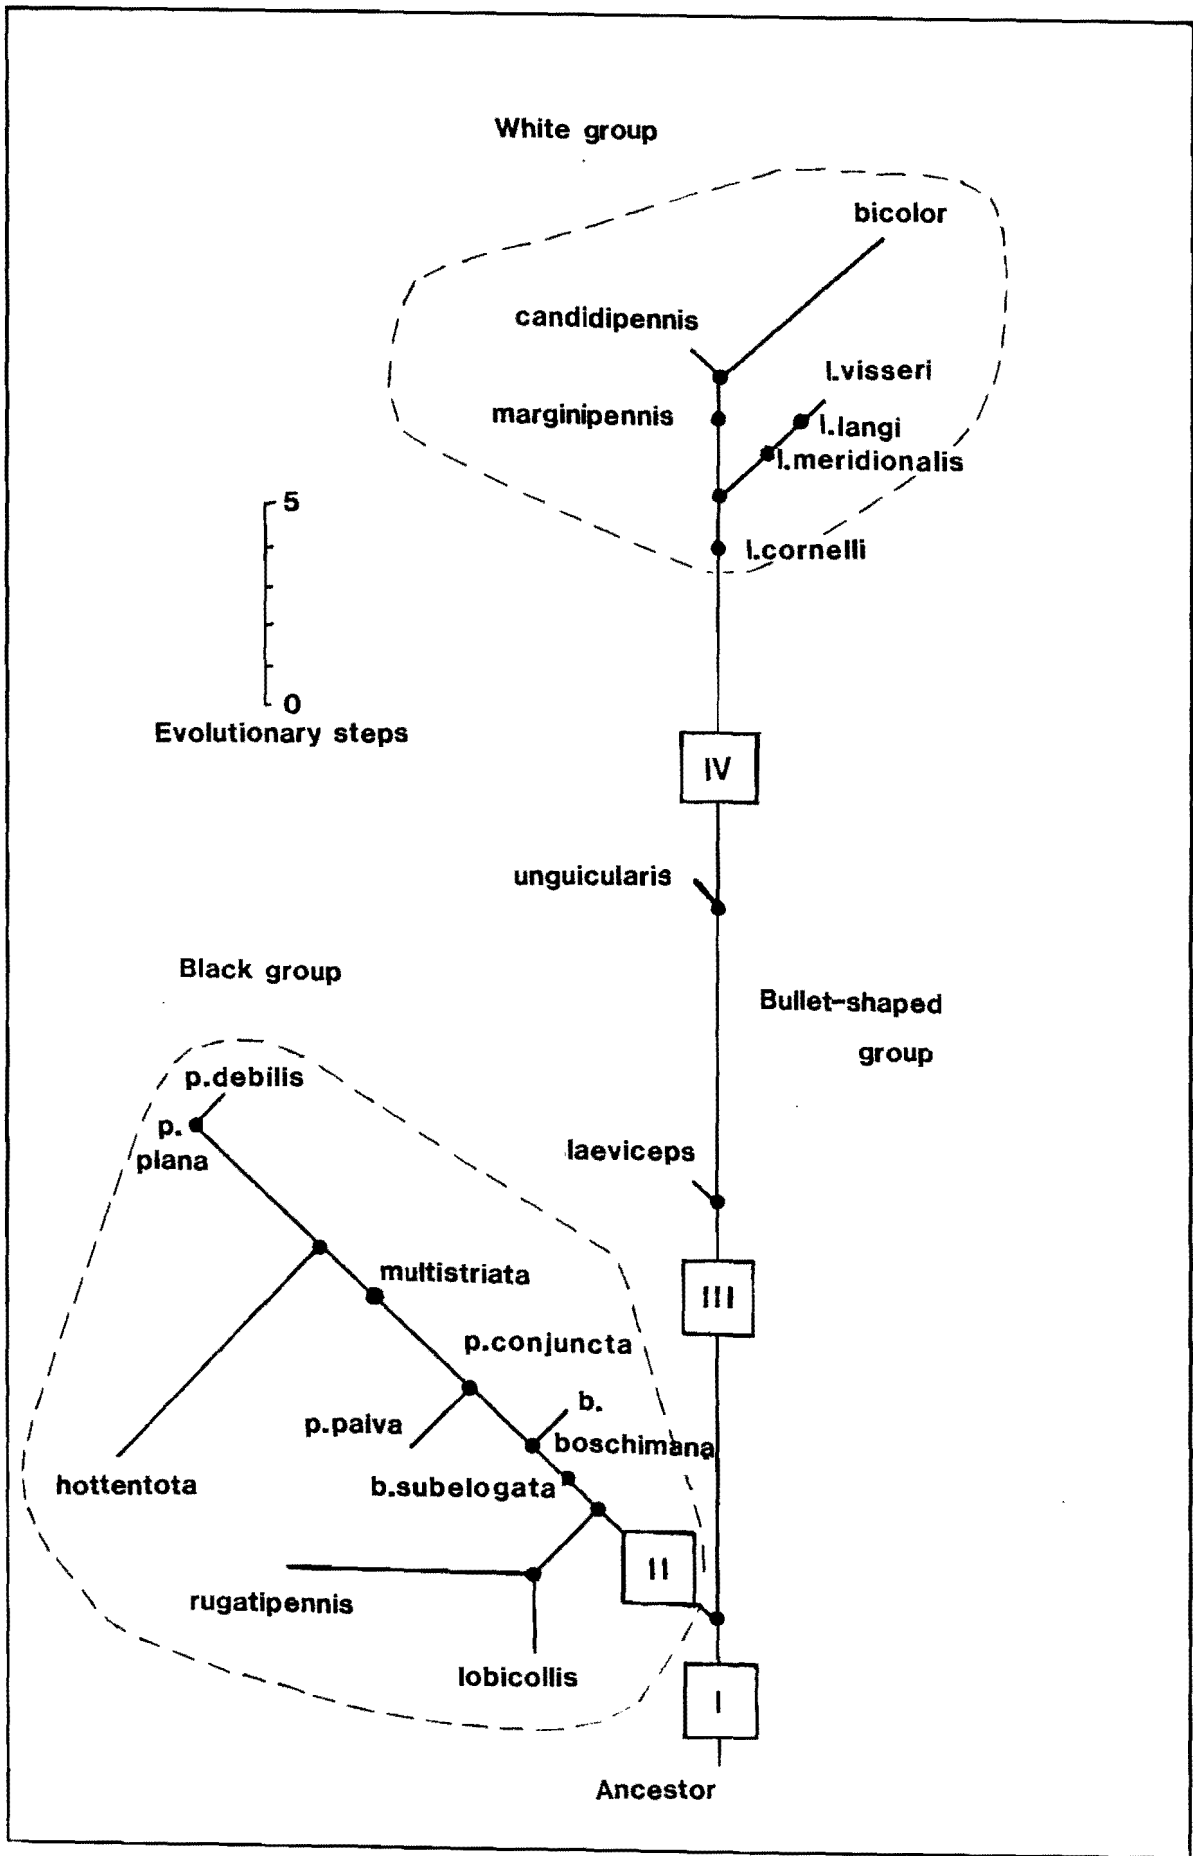 White group
bicolor
candidipennis
l.visseri
marginipennis
l.langi
l.meridionalis
5
l.cornelli
0
Evolutionary steps
IV
unguicularis
Black group
Bullet-shaped
group
p.debilis
p.
plana
laeviceps
multistriata
III
p.conjuncta
b.
p.palva
boschimana
hottentota
b.subelogata
II
rugatipennis
lobicollis
I
Ancestor